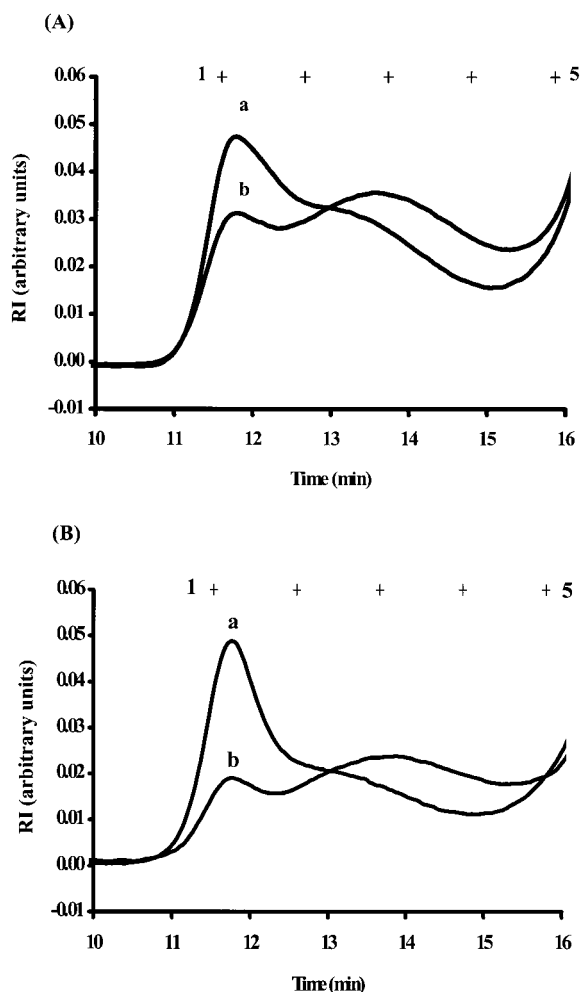 (A)
1 + + + + 5
a
b
0.06
0.05
0.04
0.03
0.02
0.01
0.00
-0.01
RI (arbitrary units)
10 11 12 13 14 15 16
Time (min)
(B)
1 + + + + + 5
a
b
0.06
0.05
0.04
0.03
0.02
0.01
0.00
-0.01
RI (arbitrary units)
10 11 12 13 14 15 16
Time (min)